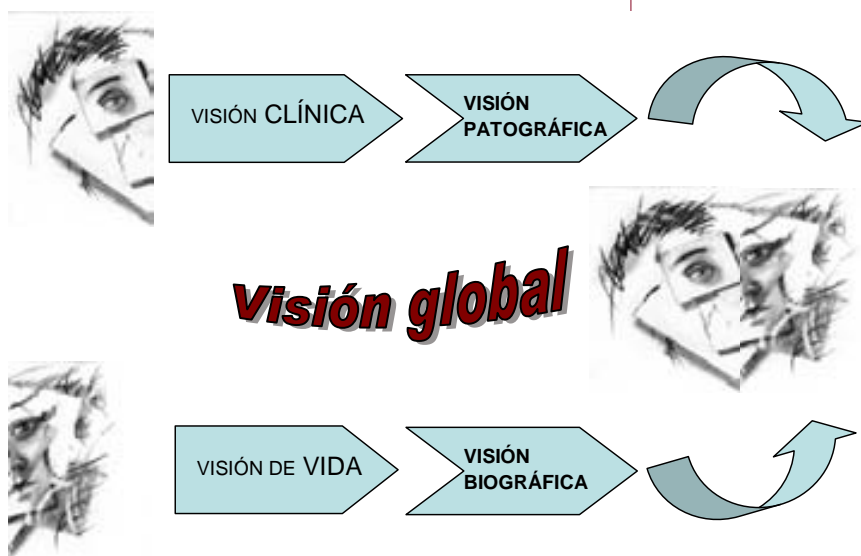 VISIÓN CLÍNICA
VISIÓN
PATOGRÁFICA
Visión global
VISIÓN DE VIDA
VISIÓN
BIOGRÁFICA